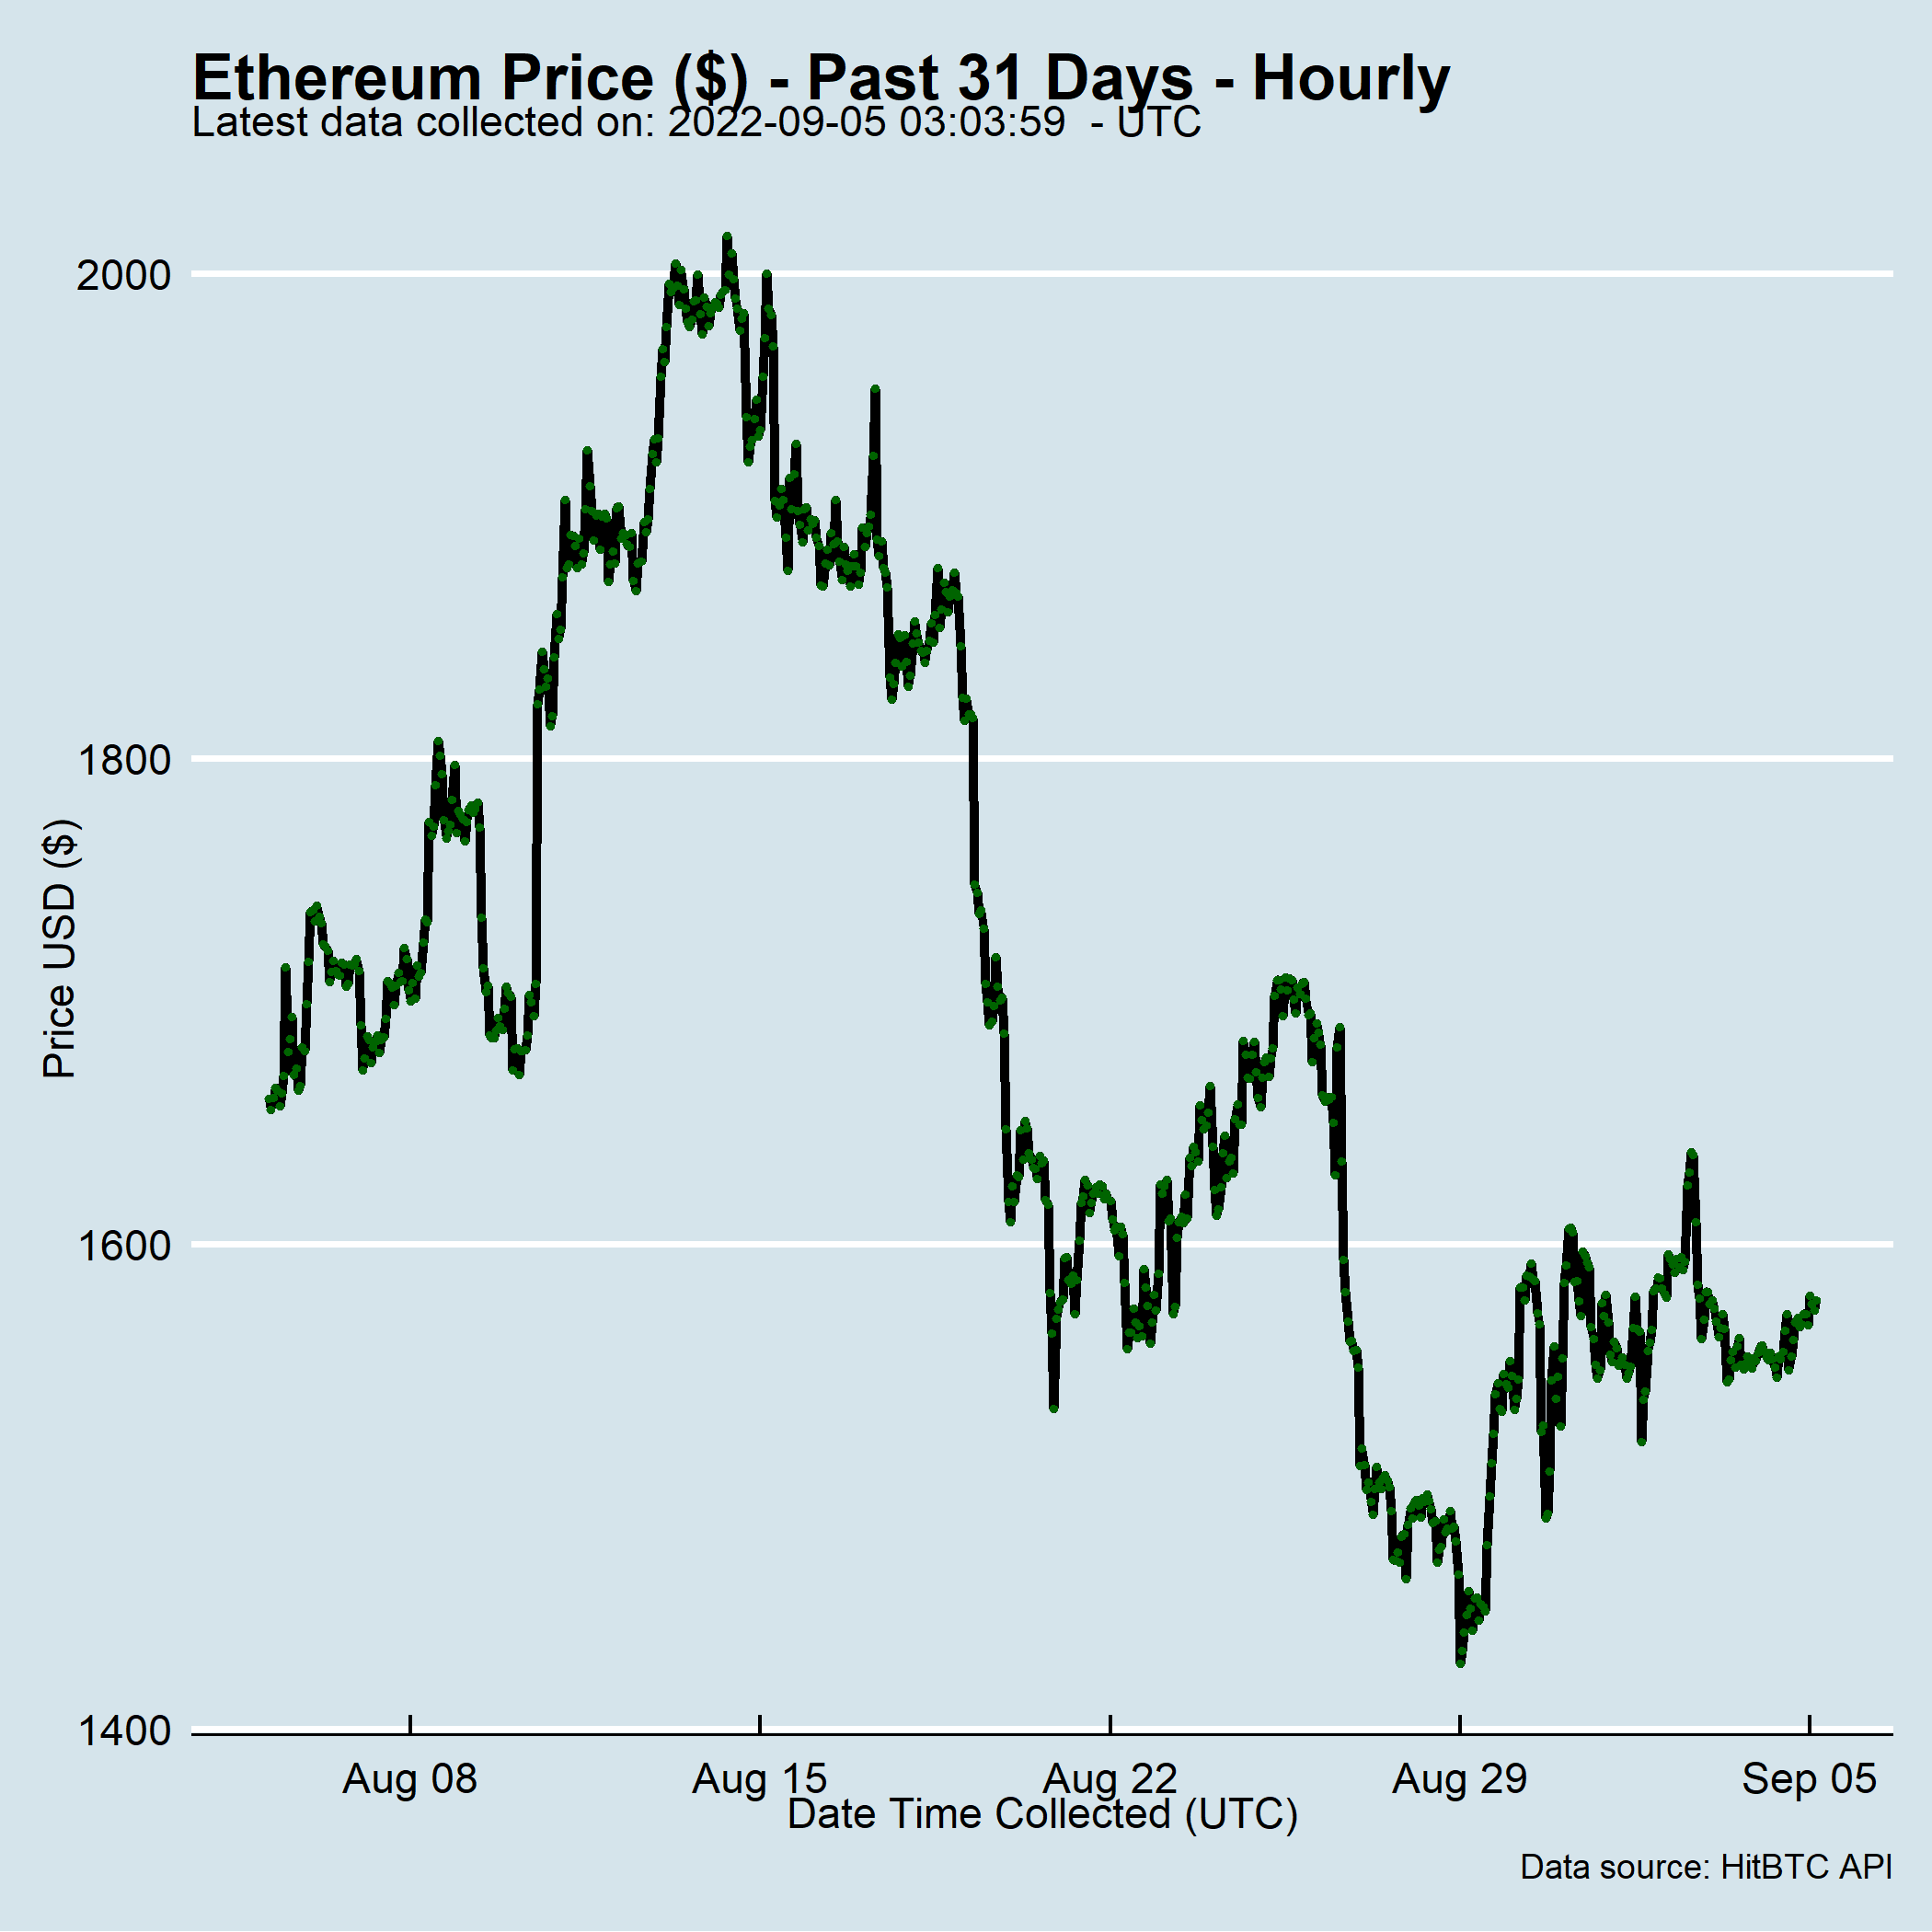 Ethereum Price ($) - Past 31 Days - Hourly
Latest data collected on: 2022-09-05 03:03:59  - UTC
2000
1800
1600
1400
Price USD ($)
Aug 08
Aug 15
Aug 22
Aug 29
Sep 05
Date Time Collected (UTC)
Data source: HitBTC API